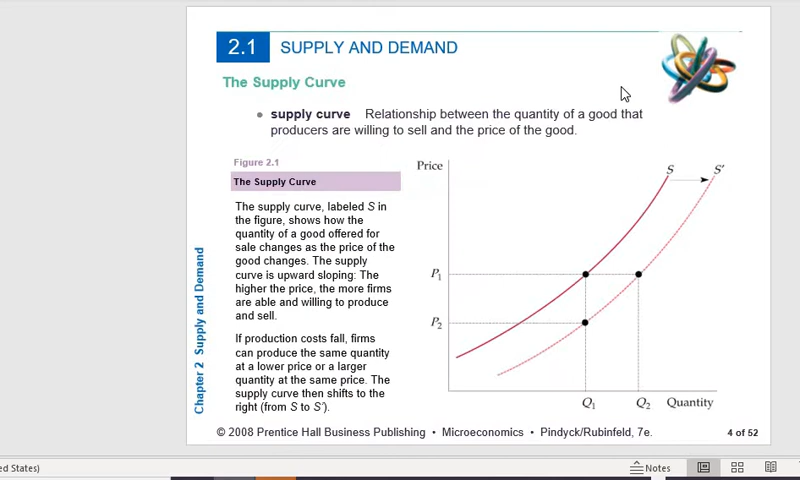 2.1 SUPPLY AND DEMAND
The Supply Curve
• supply curve Relationship between the quantity of a good that
producers are willing to sell and the price of the good.
Figure 2.1
The Supply Curve
The supply curve, labeled S in
the figure, shows how the
quantity of a good offered for
sale changes as the price of the
good changes. The supply
curve is upward sloping: The
higher the price, the more firms
are able and willing to produce
and sell.
If production costs fall, firms
can produce the same quantity
at a lower price or a larger
quantity at the same price. The
supply curve then shifts to the
right (from S to S').
Price
S S'
P1
P2
Q1 Q2 Quantity
Chapter 2 Supply and Demand
© 2008 Prentice Hall Business Publishing • Microeconomics • Pindyck/Rubinfeld, 7e. 4 of 52
ed States) Notes